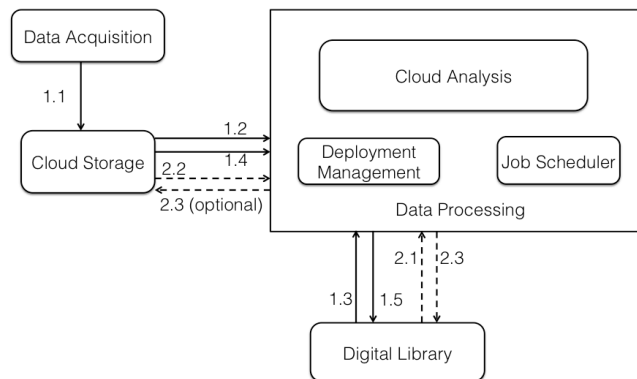 Data Acquisition
Cloud Analysis
1.1
1.2
Cloud Storage
1.4
Deployment
Management
Job Scheduler
2.2
2.3 (optional)
Data Processing
2.1
2.3
1.3
1.5
Digital Library